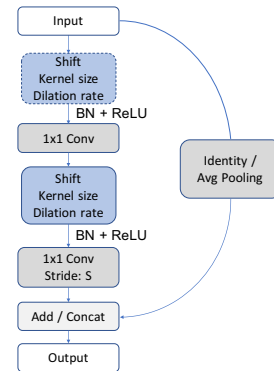 Input
Shift
Kernel size
Dilation rate
BN + ReLU
1x1 Conv
Shift
Kernel size
Dilation rate
BN + ReLU
1x1 Conv
Stride: S
Identity /
Avg Pooling
Add / Concat
Output